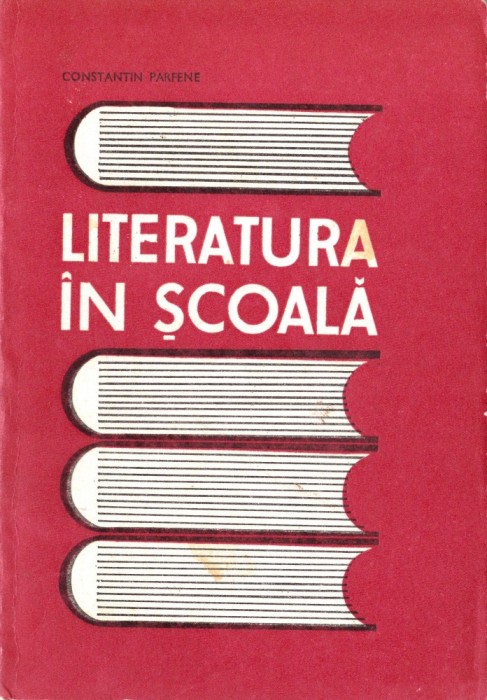 CONSTANTIN PARFENE
LITERATURA
ÎN ȘCOALĂ